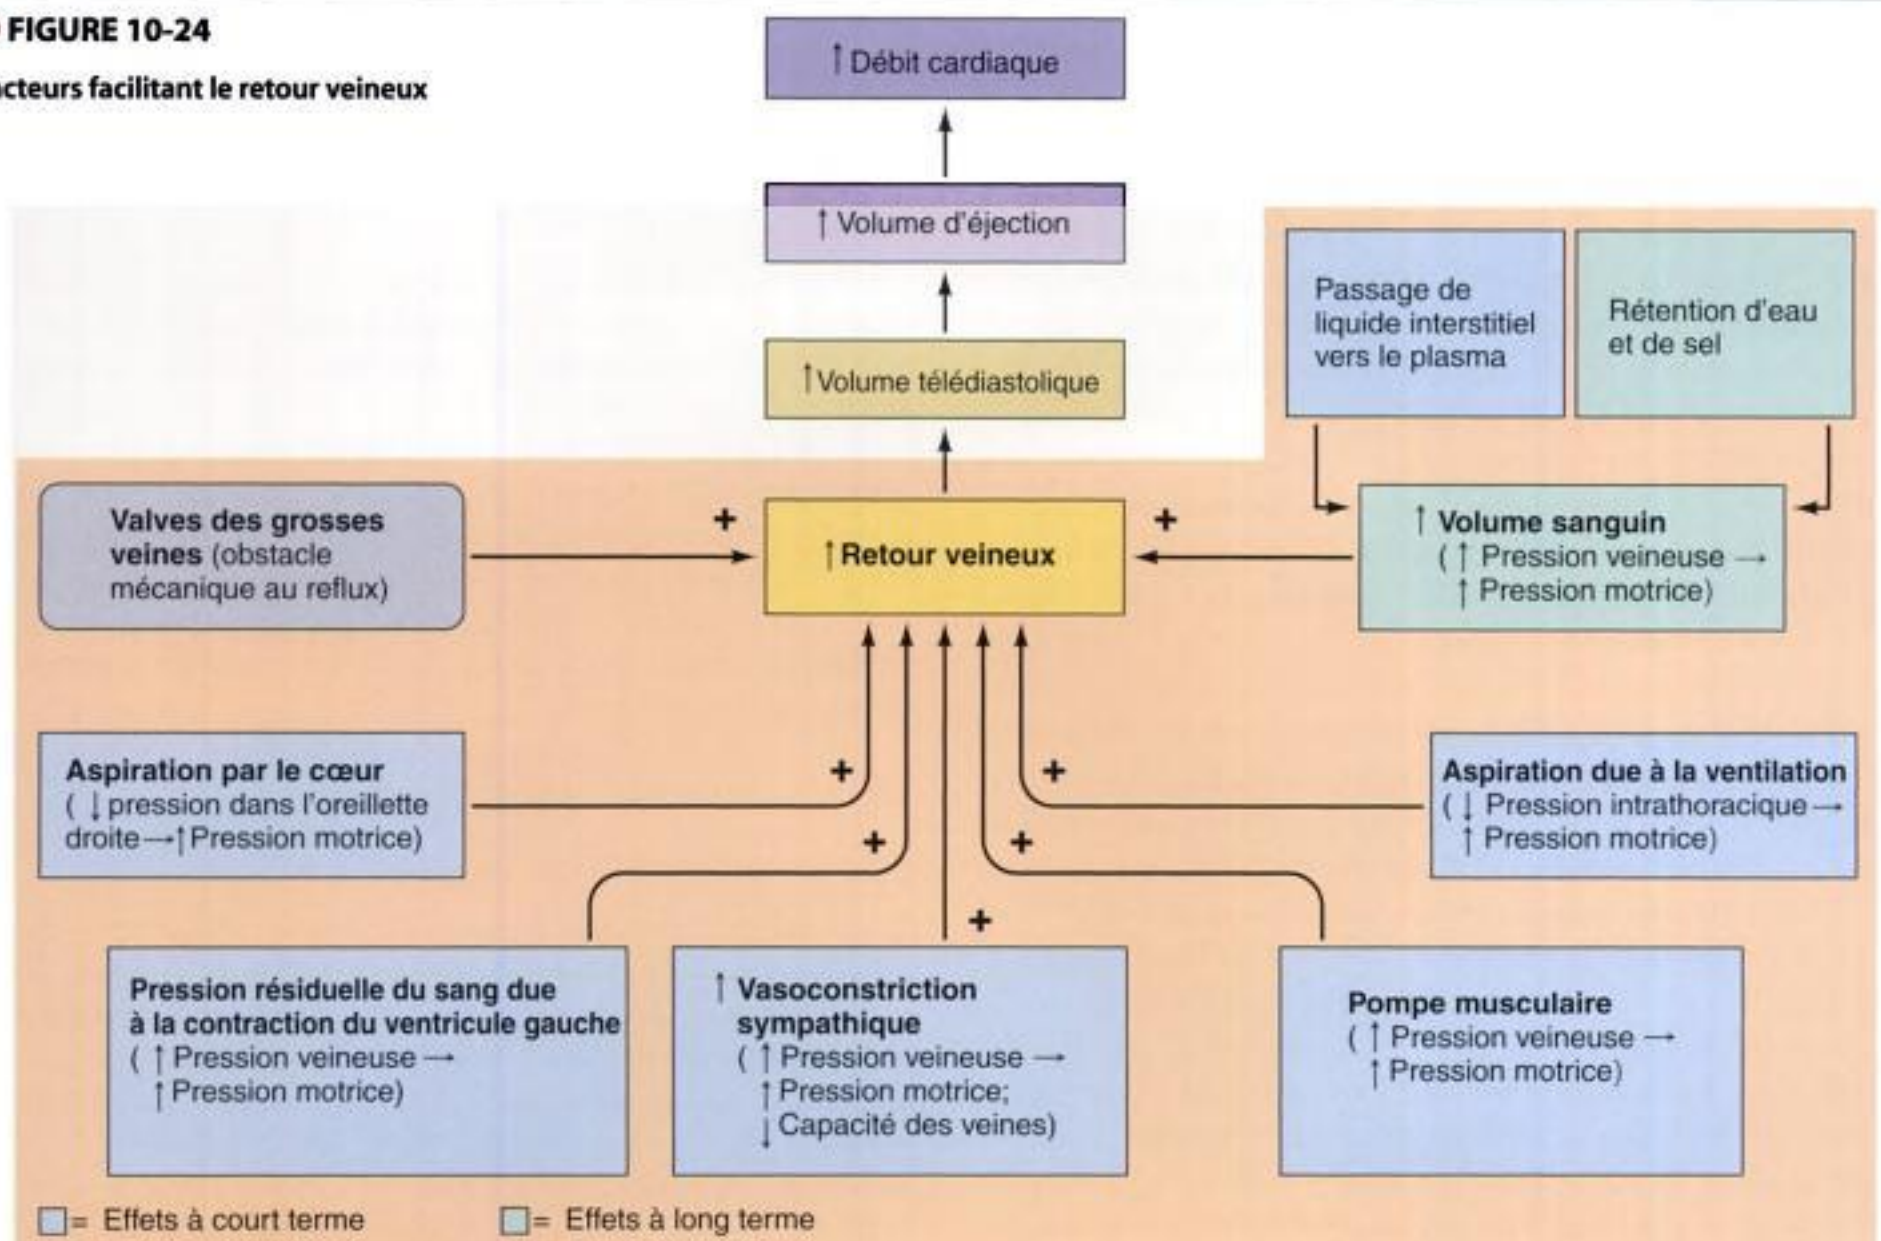 FIGURE 10-24
cteurs facilitant le retour veineux
↑ Débit cardiaque
↑ Volume d'éjection
↑ Volume télédiastolique
Passage de
liquide interstitiel
vers le plasma
Rétention d'eau
et de sel
Valves des grosses
veines (obstacle
mécanique au reflux)
+
↑ Retour veineux
+
↑ Volume sanguin
( ↑ Pression veineuse →
↑ Pression motrice)
Aspiration par le cœur
( ↓ pression dans l'oreillette
droite → ↑ Pression motrice)
+
+
Aspiration due à la ventilation
( ↓ Pression intrathoracique →
↑ Pression motrice)
+
+
+
Pression résiduelle du sang due
à la contraction du ventricule gauche
( ↑ Pression veineuse →
↑ Pression motrice)
↑ Vasoconstriction
sympathique
( ↑ Pression veineuse →
↑ Pression motrice;
↓ Capacité des veines)
Pompe musculaire
( ↑ Pression veineuse →
↑ Pression motrice)
= Effets à court terme
= Effets à long terme